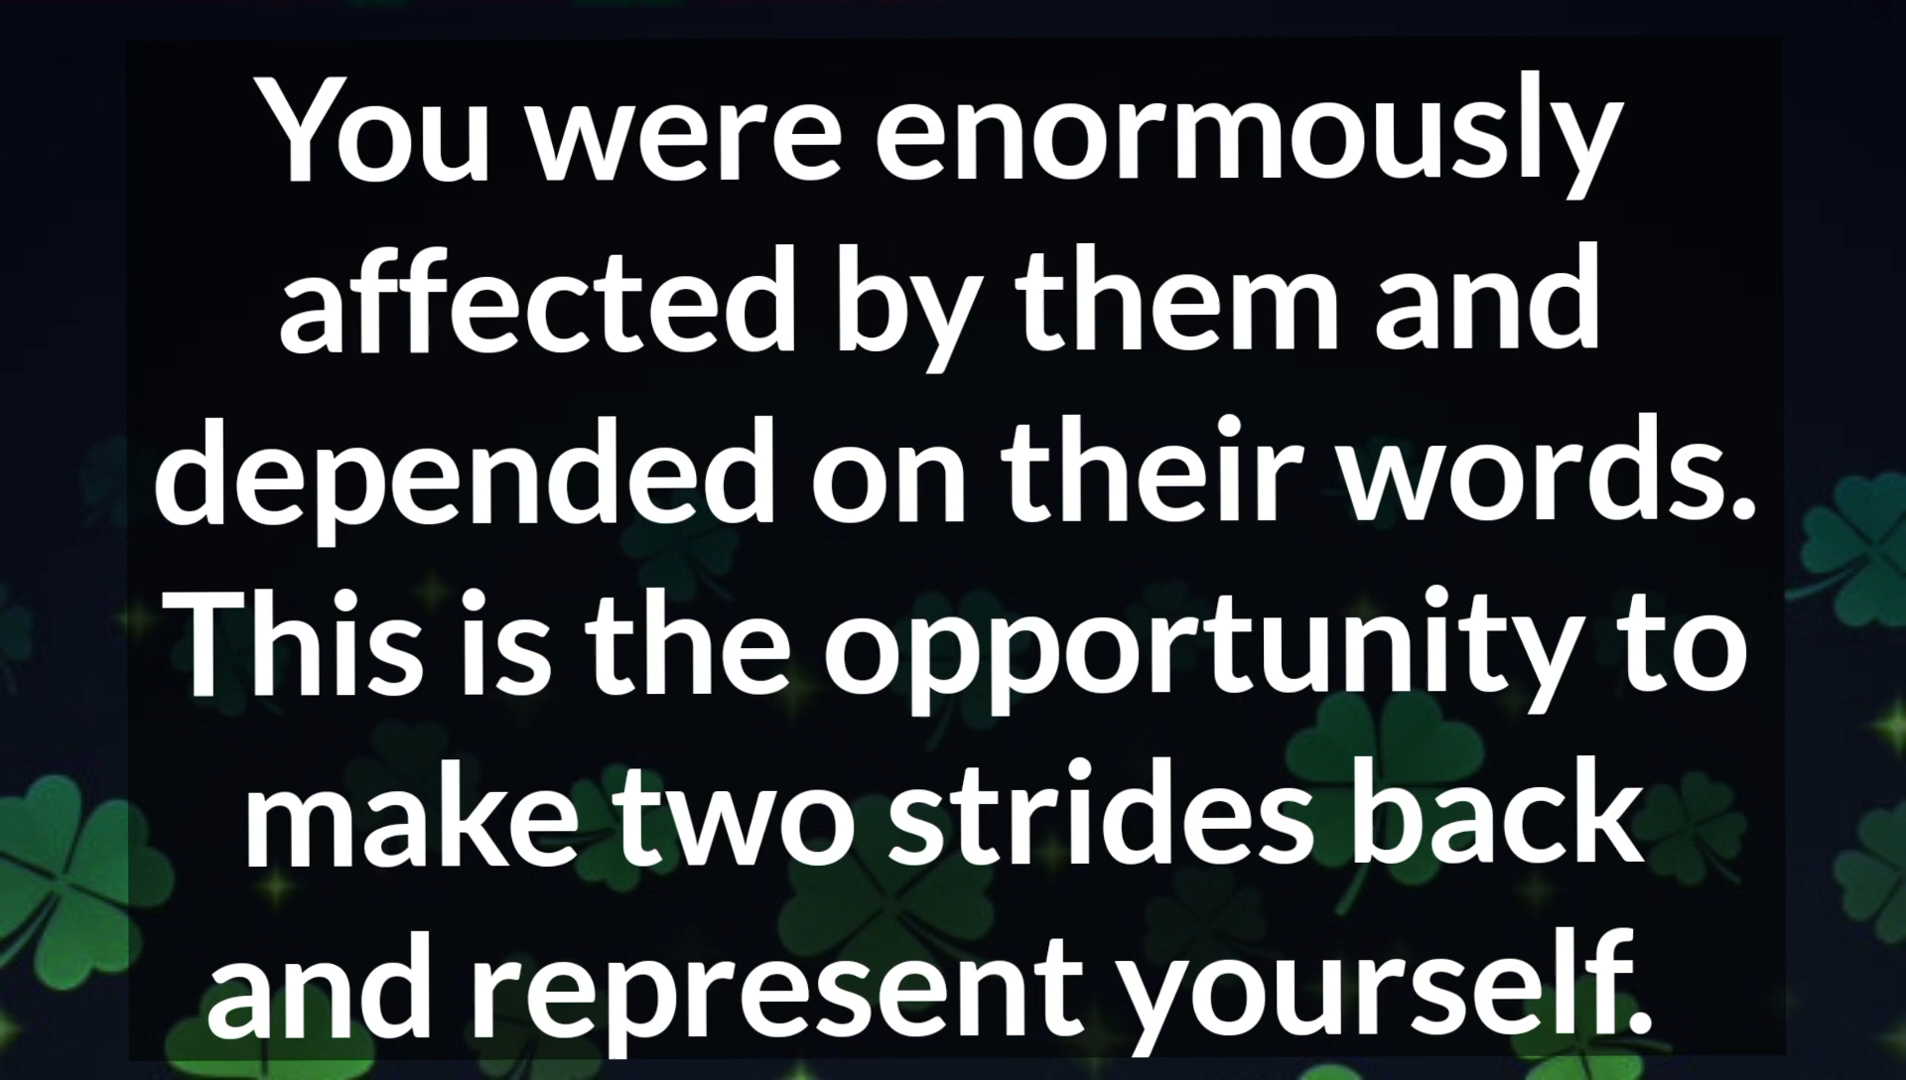 You were enormously
affected by them and
depended on their words.
This is the opportunity to
make two strides back
and represent yourself.